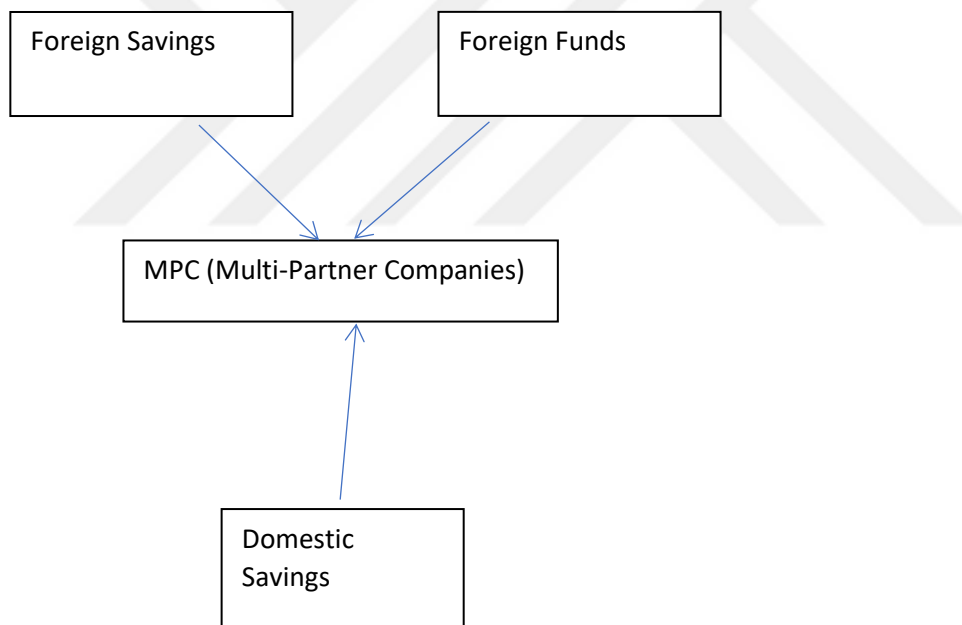 Foreign Savings
Foreign Funds
MPC (Multi-Partner Companies)
Domestic
Savings